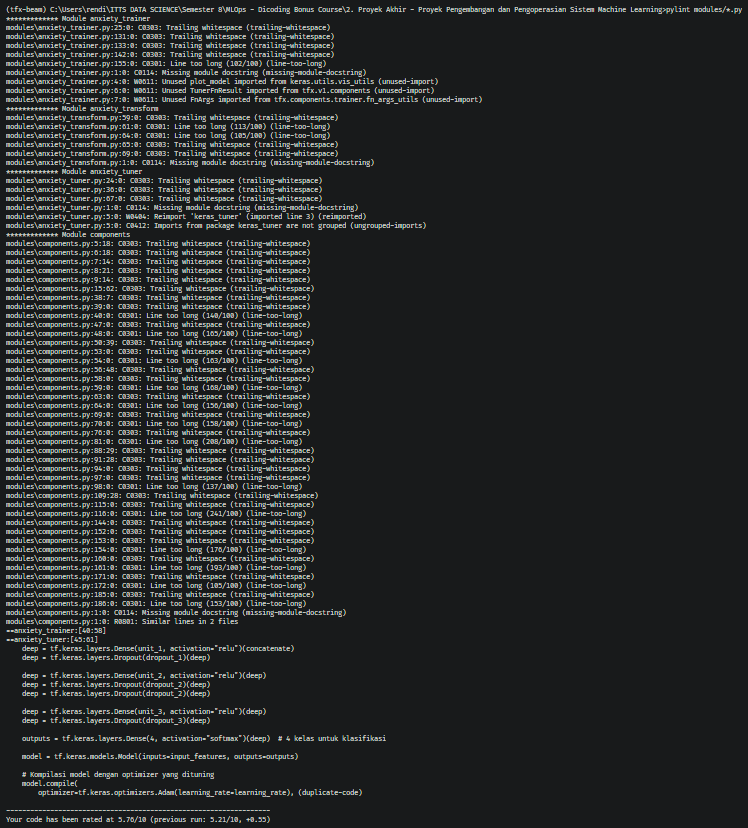 (tfx-beam) C:\Users\rendi\ITTS DATA SCIENCE\Semester 8\MLOps - Dicoding Bonus Course\2. Proyek Akhir - Proyek Pengembangan dan Pengoperasian Sistem Machine Learning>pylint modules/*.py
************* Module anxiety_trainer
modules\anxiety_trainer.py:25:0: C0303: Trailing whitespace (trailing-whitespace)
modules\anxiety_trainer.py:131:0: C0303: Trailing whitespace (trailing-whitespace)
modules\anxiety_trainer.py:133:0: C0303: Trailing whitespace (trailing-whitespace)
modules\anxiety_trainer.py:142:0: C0303: Trailing whitespace (trailing-whitespace)
modules\anxiety_trainer.py:155:0: C0301: Line too long (102/100) (line-too-long)
modules\anxiety_trainer.py:1:0: C0114: Missing module docstring (missing-module-docstring)
modules\anxiety_trainer.py:4:0: W0611: Unused plot_model imported from keras.utils.vis_utils (unused-import)
modules\anxiety_trainer.py:6:0: W0611: Unused TunerFnResult imported from tfx.v1.components (unused-import)
modules\anxiety_trainer.py:7:0: W0611: Unused FnArgs imported from tfx.components.trainer.fn_args_utils (unused-import)
************* Module anxiety_transform
modules\anxiety_transform.py:59:0: C0303: Trailing whitespace (trailing-whitespace)
modules\anxiety_transform.py:61:0: C0301: Line too long (113/100) (line-too-long)
modules\anxiety_transform.py:64:0: C0301: Line too long (105/100) (line-too-long)
modules\anxiety_transform.py:65:0: C0303: Trailing whitespace (trailing-whitespace)
modules\anxiety_transform.py:69:0: C0303: Trailing whitespace (trailing-whitespace)
modules\anxiety_transform.py:1:0: C0114: Missing module docstring (missing-module-docstring)
************* Module anxiety_tuner
modules\anxiety_tuner.py:24:0: C0303: Trailing whitespace (trailing-whitespace)
modules\anxiety_tuner.py:36:0: C0303: Trailing whitespace (trailing-whitespace)
modules\anxiety_tuner.py:67:0: C0303: Trailing whitespace (trailing-whitespace)
modules\anxiety_tuner.py:1:0: C0114: Missing module docstring (missing-module-docstring)
modules\anxiety_tuner.py:5:0: W0404: Reimport 'keras_tuner' (imported line 3) (reimported)
modules\anxiety_tuner.py:5:0: C0412: Imports from package keras_tuner are not grouped (ungrouped-imports)
************* Module components
modules\components.py:5:18: C0303: Trailing whitespace (trailing-whitespace)
modules\components.py:6:18: C0303: Trailing whitespace (trailing-whitespace)
modules\components.py:7:14: C0303: Trailing whitespace (trailing-whitespace)
modules\components.py:8:21: C0303: Trailing whitespace (trailing-whitespace)
modules\components.py:9:14: C0303: Trailing whitespace (trailing-whitespace)
modules\components.py:15:62: C0303: Trailing whitespace (trailing-whitespace)
modules\components.py:38:7: C0303: Trailing whitespace (trailing-whitespace)
modules\components.py:39:0: C0303: Trailing whitespace (trailing-whitespace)
modules\components.py:40:0: C0301: Line too long (140/100) (line-too-long)
modules\components.py:47:0: C0303: Trailing whitespace (trailing-whitespace)
modules\components.py:48:0: C0301: Line too long (165/100) (line-too-long)
modules\components.py:50:39: C0303: Trailing whitespace (trailing-whitespace)
modules\components.py:53:0: C0303: Trailing whitespace (trailing-whitespace)
modules\components.py:54:0: C0301: Line too long (163/100) (line-too-long)
modules\components.py:56:48: C0303: Trailing whitespace (trailing-whitespace)
modules\components.py:58:0: C0303: Trailing whitespace (trailing-whitespace)
modules\components.py:59:0: C0301: Line too long (168/100) (line-too-long)
modules\components.py:63:0: C0303: Trailing whitespace (trailing-whitespace)
modules\components.py:64:0: C0301: Line too long (156/100) (line-too-long)
modules\components.py:69:0: C0303: Trailing whitespace (trailing-whitespace)
modules\components.py:70:0: C0301: Line too long (158/100) (line-too-long)
modules\components.py:76:0: C0303: Trailing whitespace (trailing-whitespace)
modules\components.py:81:0: C0301: Line too long (208/100) (line-too-long)
modules\components.py:88:29: C0303: Trailing whitespace (trailing-whitespace)
modules\components.py:91:28: C0303: Trailing whitespace (trailing-whitespace)
modules\components.py:94:0: C0303: Trailing whitespace (trailing-whitespace)
modules\components.py:97:0: C0303: Trailing whitespace (trailing-whitespace)
modules\components.py:98:0: C0301: Line too long (137/100) (line-too-long)
modules\components.py:109:28: C0303: Trailing whitespace (trailing-whitespace)
modules\components.py:115:0: C0303: Trailing whitespace (trailing-whitespace)
modules\components.py:116:0: C0301: Line too long (241/100) (line-too-long)
modules\components.py:144:0: C0303: Trailing whitespace (trailing-whitespace)
modules\components.py:152:0: C0303: Trailing whitespace (trailing-whitespace)
modules\components.py:153:0: C0303: Trailing whitespace (trailing-whitespace)
modules\components.py:154:0: C0301: Line too long (176/100) (line-too-long)
modules\components.py:160:0: C0303: Trailing whitespace (trailing-whitespace)
modules\components.py:161:0: C0301: Line too long (193/100) (line-too-long)
modules\components.py:171:0: C0303: Trailing whitespace (trailing-whitespace)
modules\components.py:172:0: C0301: Line too long (105/100) (line-too-long)
modules\components.py:185:0: C0303: Trailing whitespace (trailing-whitespace)
modules\components.py:186:0: C0301: Line too long (153/100) (line-too-long)
modules\components.py:1:0: C0114: Missing module docstring (missing-module-docstring)
modules\components.py:1:0: R0801: Similar lines in 2 files
==anxiety_trainer:[40:58]
==anxiety_tuner:[45:61]
deep = tf.keras.layers.Dense(unit_1, activation="relu")(concatenate)
deep = tf.keras.layers.Dropout(dropout_1)(deep)
deep = tf.keras.layers.Dense(unit_2, activation="relu")(deep)
deep = tf.keras.layers.Dropout(dropout_2)(deep)
deep = tf.keras.layers.Dropout(dropout_2)(deep)
deep = tf.keras.layers.Dense(unit_3, activation="relu")(deep)
deep = tf.keras.layers.Dropout(dropout_3)(deep)
outputs = tf.keras.layers.Dense(4, activation="softmax")(deep)  # 4 kelas untuk klasifikasi
model = tf.keras.models.Model(inputs=input_features, outputs=outputs)
# Kompilasi model dengan optimizer yang dituning
model.compile(
optimizer=tf.keras.optimizers.Adam(learning_rate=learning_rate), (duplicate-code)
------------------------------------------------------------------
Your code has been rated at 5.76/10 (previous run: 5.21/10, +0.55)